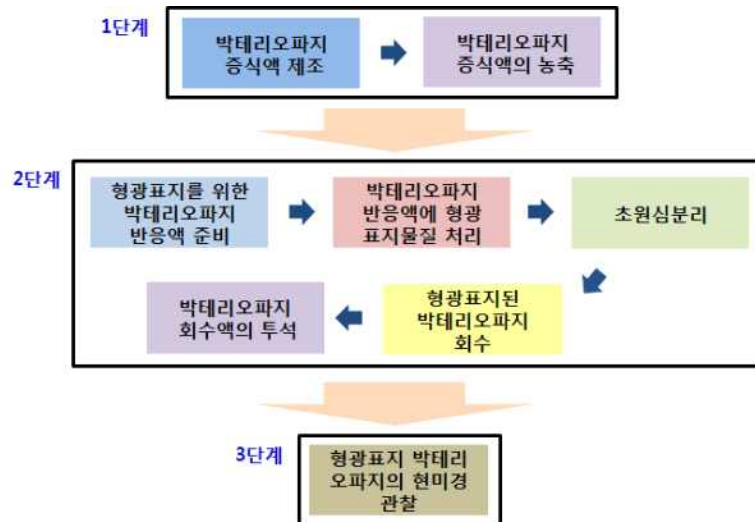 1단계
박테리오파지
증식액 제조
박테리오파지
증식액의 농축
2단계
형광표지를 위한
박테리오파지
반응액 준비
박테리오파지
반응액에 형광
표지물질 처리
초원심분리
형광표지된
박테리오파지
회수
박테리오파지
회수액의 투석
3단계
형광표지 박테리
오파지의 현미경
관찰